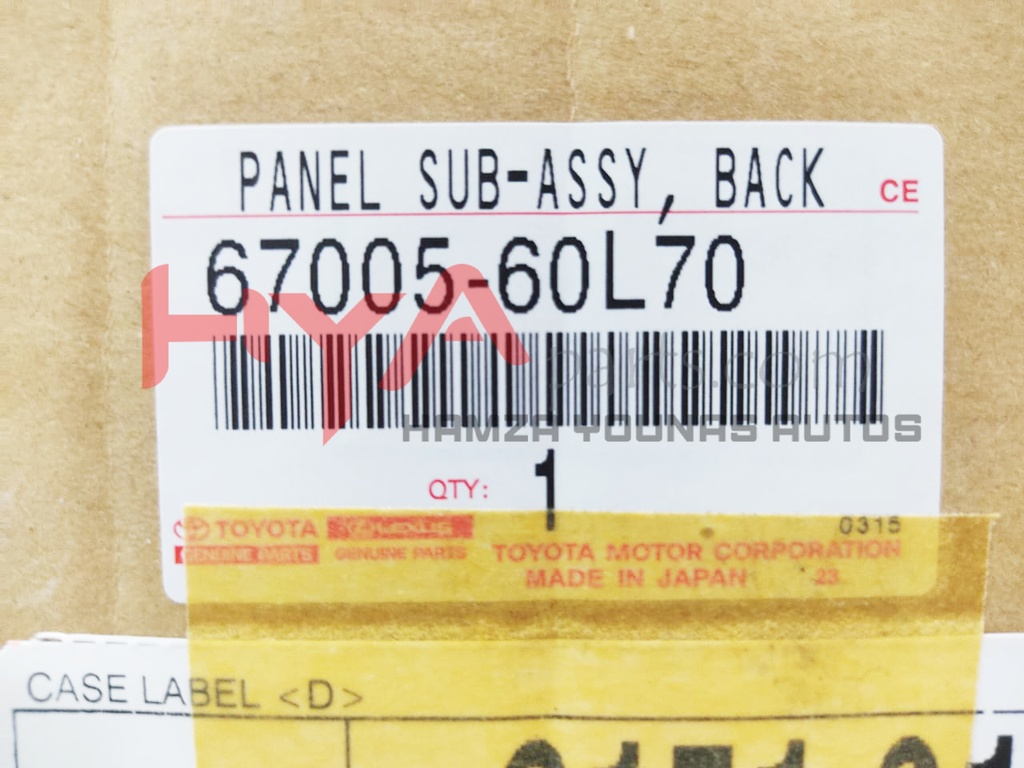 PANEL SUB-ASSY, BACK CE
67005-60L70
HYA
parts.com
HAMZA YOUNAS AUTOS
QTY: 1
TOYOTA LEXUS 0315
GENUINE PARTS GENUINE PARTS TOYOTA MOTOR CORPORATION
MADE IN JAPAN 23
CASE LABEL <D>